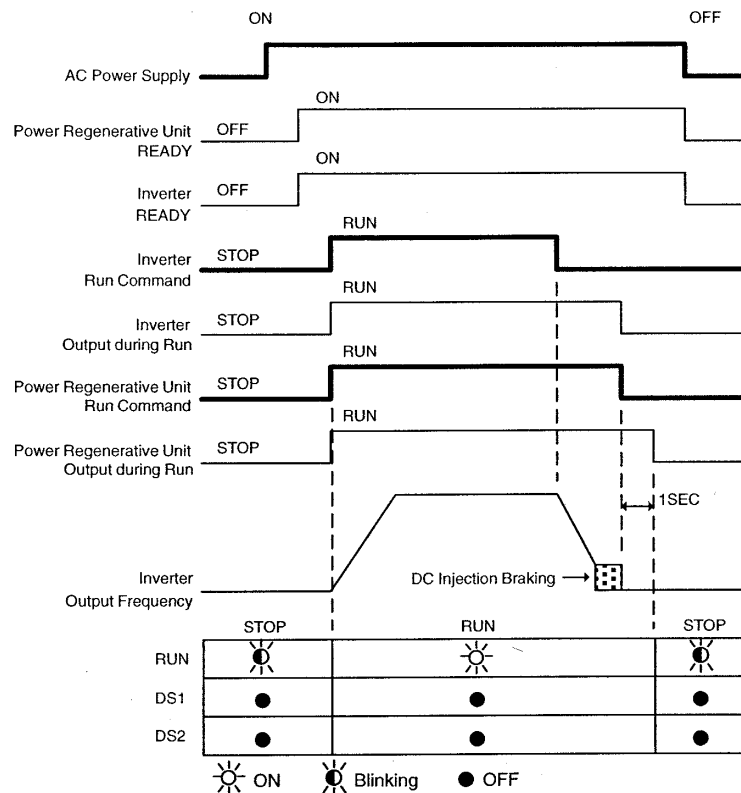 ON OFF
AC Power Supply
ON
Power Regenerative Unit OFF
READY
ON
Inverter OFF
READY
RUN
Inverter STOP
Run Command
RUN
Inverter STOP
Output during Run
RUN
Power Regenerative Unit STOP
Run Command
RUN
Power Regenerative Unit STOP
Output during Run
1SEC
DC Injection Braking
Inverter
Output Frequency
STOP RUN STOP
RUN
DS1
DS2
ON Blinking OFF